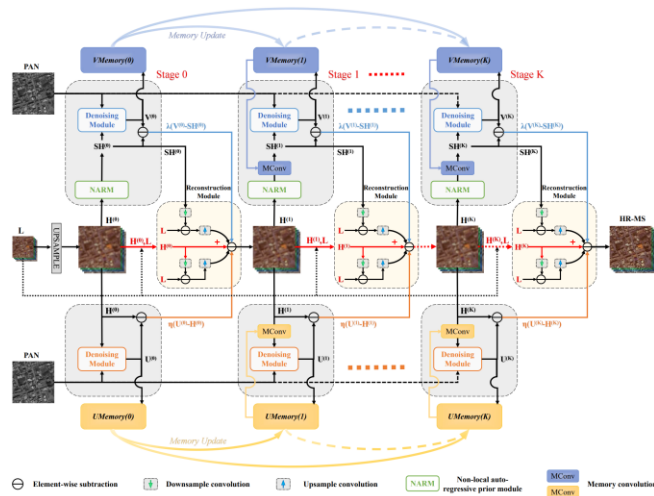 VMemory(0)
Memory Update
VMemory(1)
VMemory(K)
PAN
Stage 0
Stage 1
Stage K
Denoising Module
V(0)
λ(V(0)-SH(0))
Denoising Module
V(1)
λ(V(1)-SH(1))
Denoising Module
V(K)
λ(V(K)-SH(K))
SH(0)
SH(0)
SH(1)
SH(1)
SH(K)
SH(K)
MConv
MConv
NARM
Reconstruction Module
NARM
Reconstruction Module
NARM
Reconstruction Module
L
UPSAMPLE
H(0)
H(0),L
L
H(0)
L
+
H(1)
H(1),L
L
H(1)
L
+
H(K)
H(K),L
L
H(K)
L
+
HR-MS
H(0)
η(U(0)-H(0))
H(1)
η(U(1)-H(1))
H(K)
η(U(K)-H(K))
MConv
MConv
PAN
Denoising Module
U(0)
Denoising Module
U(1)
Denoising Module
U(K)
UMemory(0)
Memory Update
UMemory(1)
UMemory(K)
Element-wise subtraction
Downsample convolution
Upsample convolution
NARM
Non-local auto-
regressive prior module
MConv
MConv
Memory convolution